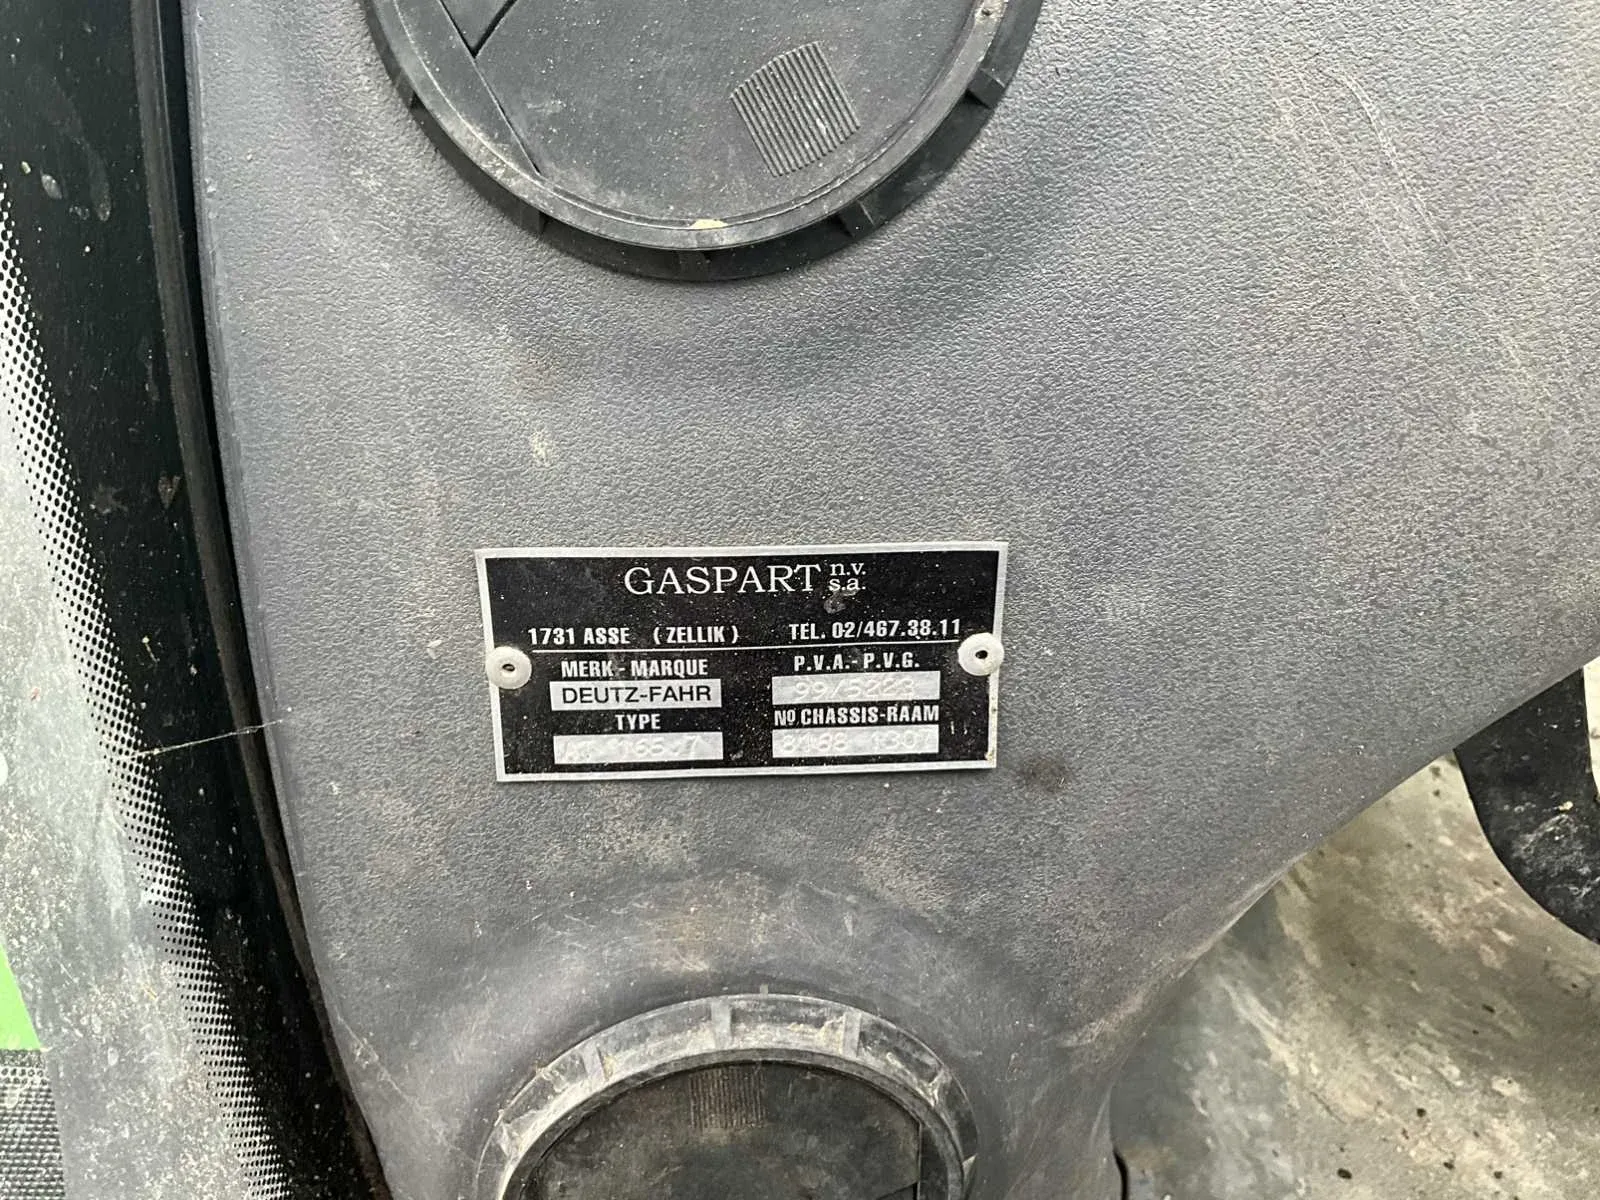 GASPART n.v. s.a.
1731 ASSE (ZELLIK) TEL. 02/467.38.11
MERK - MARQUE P.V.A. - P.V.G.
DEUTZ-FAHR
TYPE Nº CHASSIS-RAAM